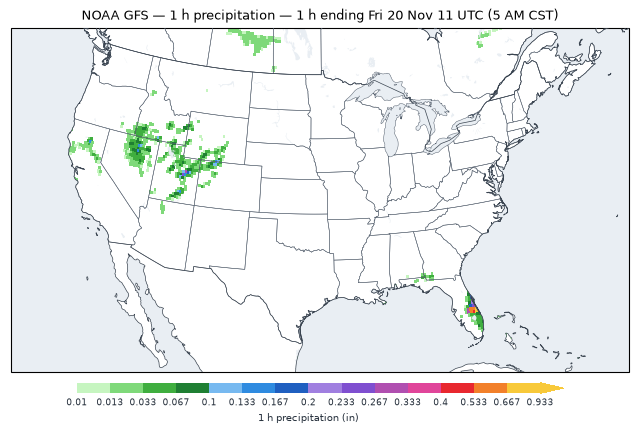 NOAA GFS — 1 h precipitation — 1 h ending Fri 20 Nov 11 UTC (5 AM CST)
0.01 0.013 0.033 0.067 0.1 0.133 0.167 0.2 0.233 0.267 0.333 0.4 0.533 0.667 0.933
1 h precipitation (in)